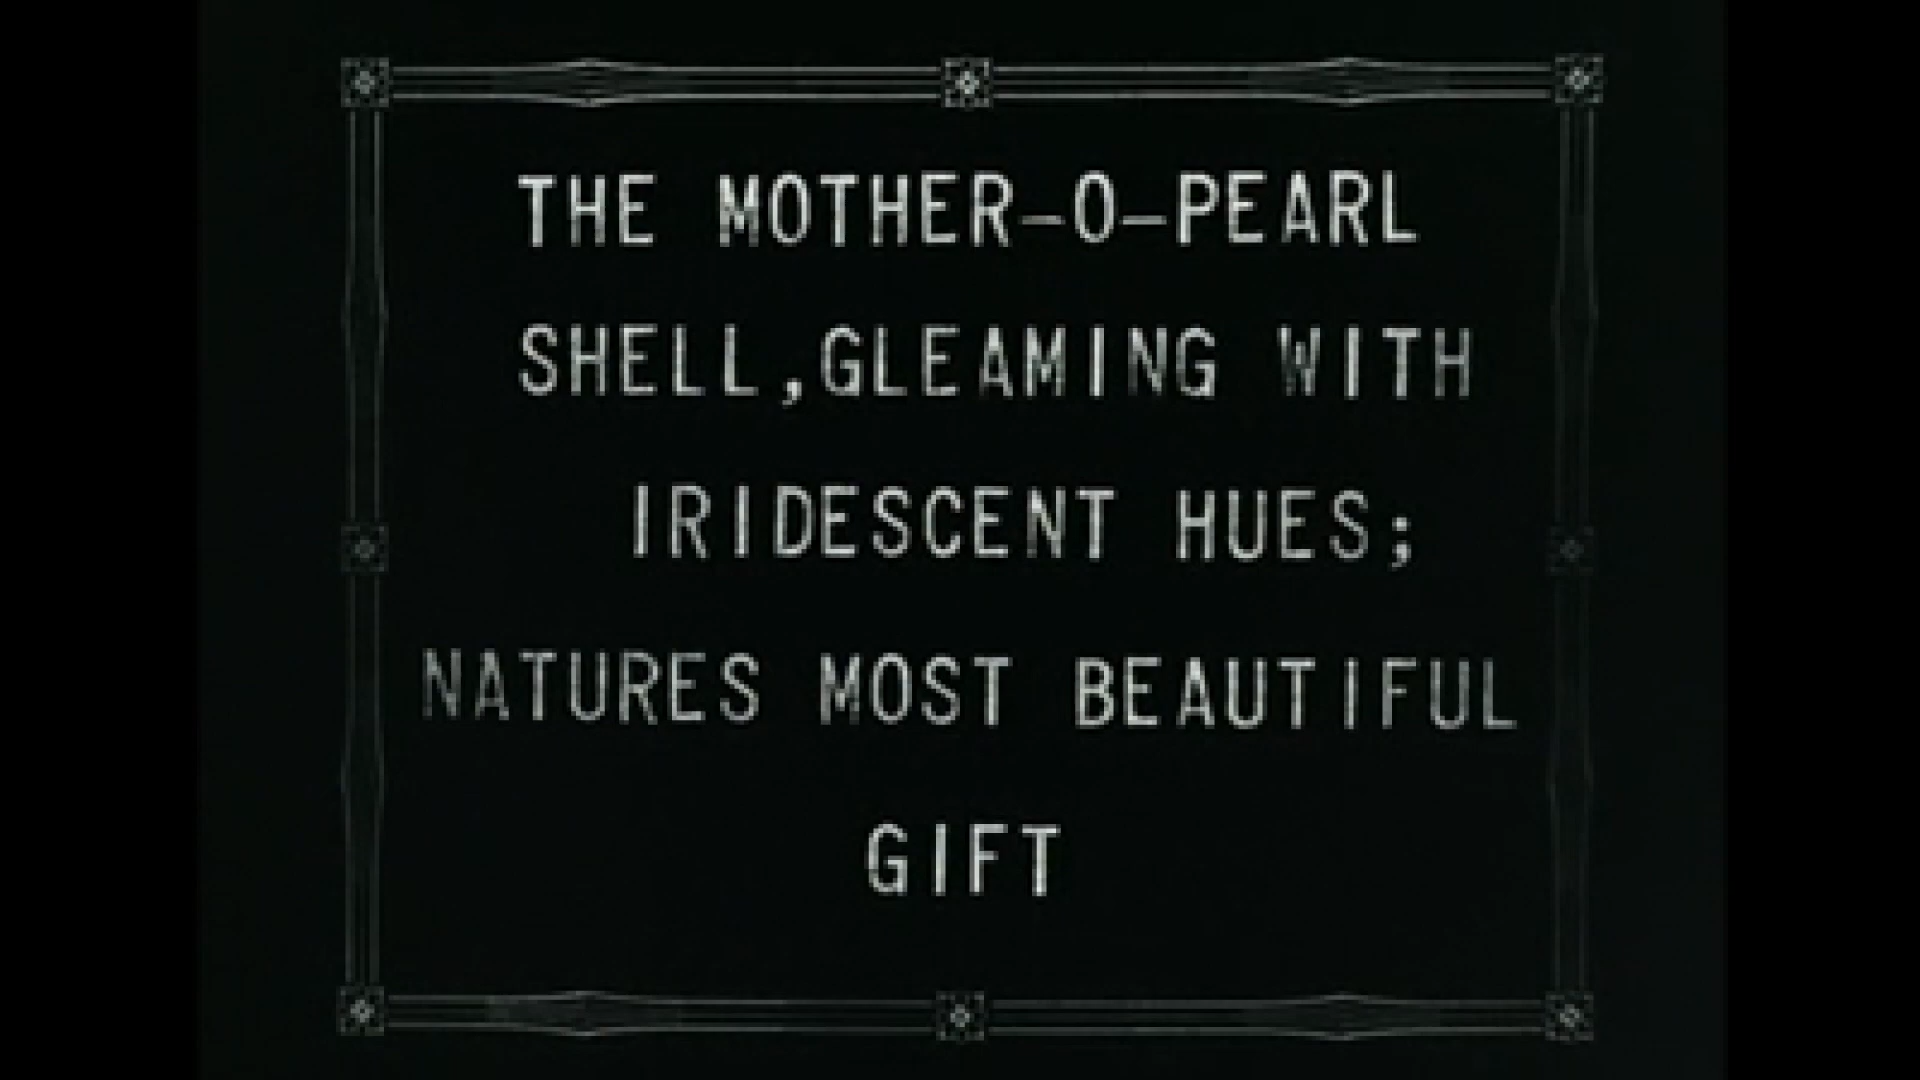 THE MOTHER-O-PEARL
SHELL,GLEAMING WITH
IRIDESCENT HUES;
NATURES MOST BEAUTIFUL
GIFT